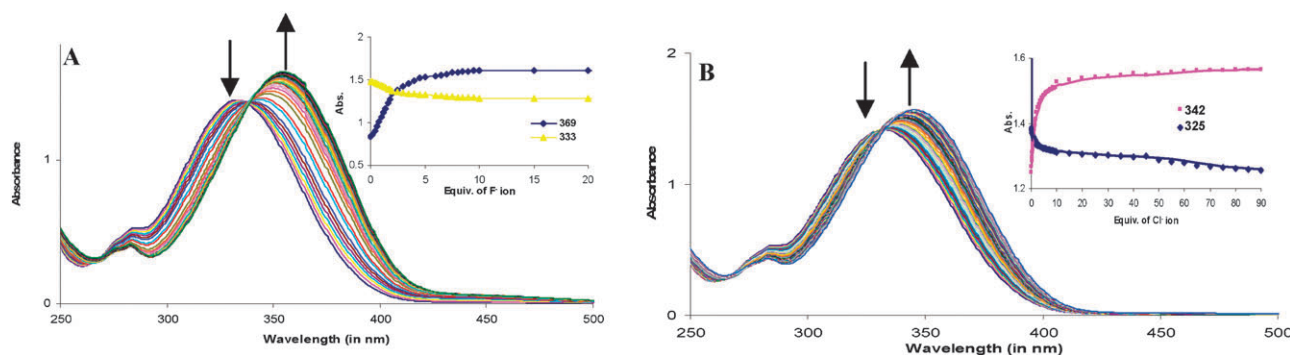 A
Absorbance
1
0
250 300 350 400 450 500
Wavelength (in nm)
Abs.
2
1.5
1
0.5
0 5 10 15 20
Equiv. of F⁻ ion
369
333
B
Absorbance
2
1
0
250 300 350 400 450 500
Wavelength (in nm)
Abs.
1.6
1.4
1.2
0 10 20 30 40 50 60 70 80 90
Equiv. of Cl⁻ ion
342
325